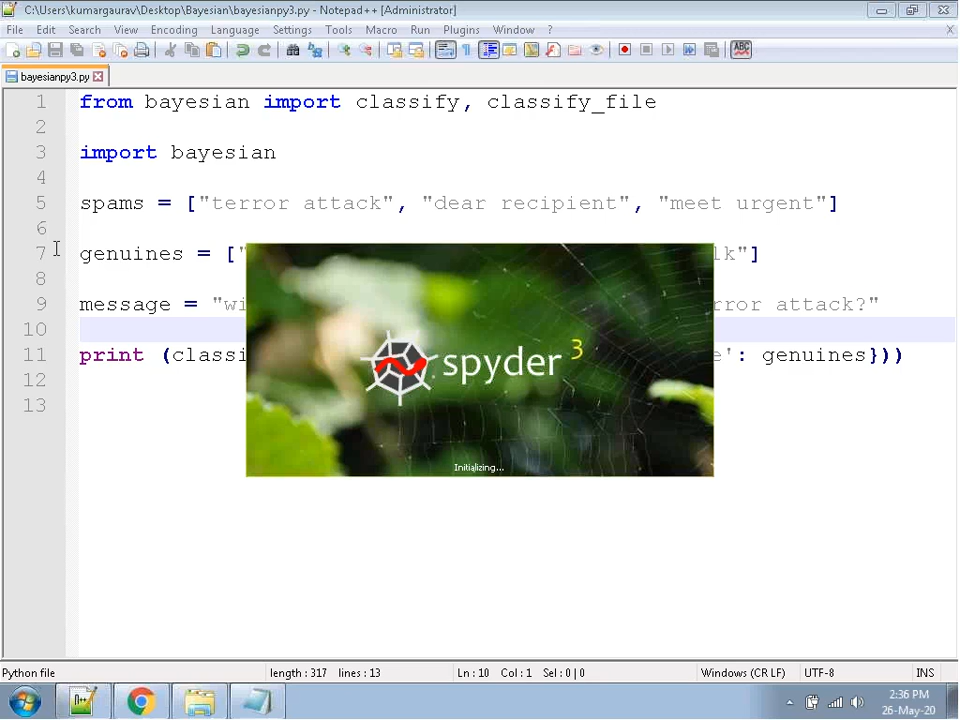 C:\Users\kumargaurav\Desktop\Bayesian\bayesianpy3.py - Notepad++ [Administrator]
File Edit Search View Encoding Language Settings Tools Macro Run Plugins Window ? X
ABC
bayesianpy3.py
1 from bayesian import classify, classify_file
2
3 import bayesian
4
5 spams = ["terror attack", "dear recipient", "meet urgent"]
6
7 genuines = [" lk"]
8
9 message = "wi rror attack?"
10
11 print (classi e': genuines}))
12
13
spyder 3
Initializing...
Python file length : 317 lines : 13 Ln : 10 Col : 1 Sel : 0 | 0 Windows (CR LF) UTF-8 INS
2:36 PM
26-May-20